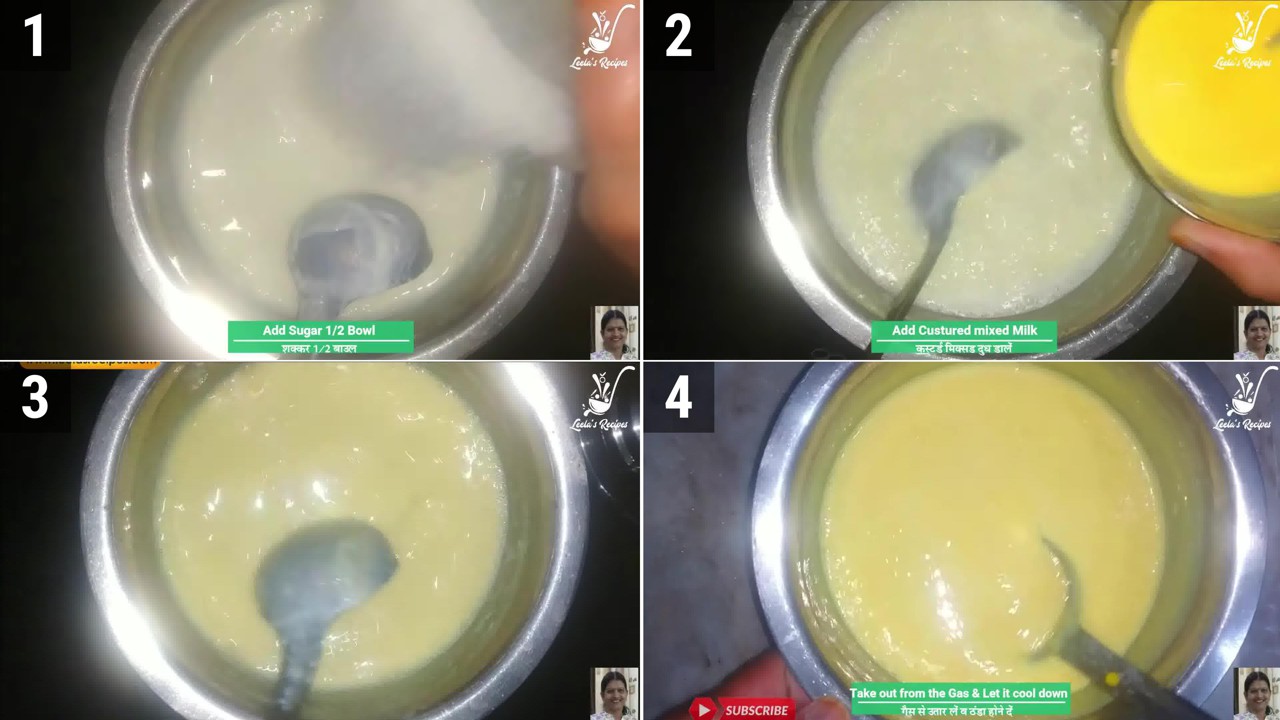 1
Leela's Recipes
Add Sugar 1/2 Bowl
शक्कर 1/2 बाउल
2
Leela's Recipes
Add Custured mixed Milk
कस्टर्ड मिक्सड दुध डालें
3
Leela's Recipes
4
Leela's Recipes
Take out from the Gas & Let it cool down
गैस से उतार लें व ठंडा होने दें
SUBSCRIBE